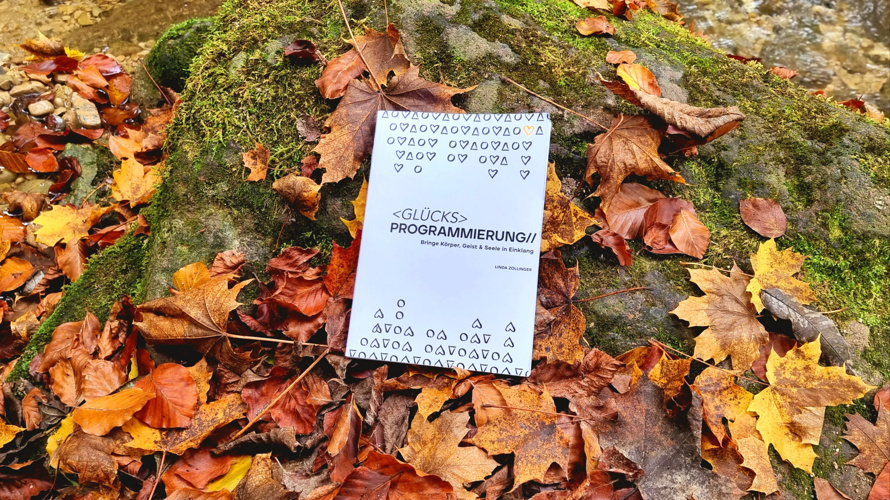 <GLÜCKS>
PROGRAMMIERUNG//
Bringe Körper, Geist & Seele in Einklang
LINDA ZOLLINGER